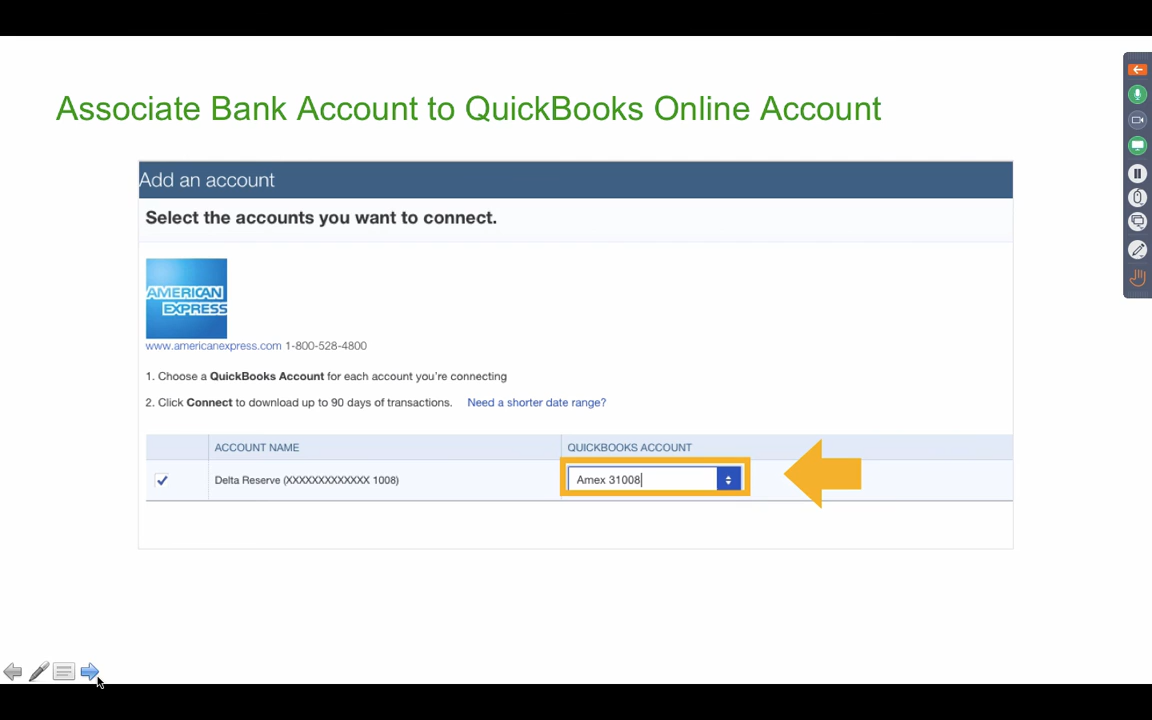 Associate Bank Account to QuickBooks Online Account
Add an account
Select the accounts you want to connect.
AMERICAN
EXPRESS
www.americanexpress.com 1-800-528-4800
1. Choose a QuickBooks Account for each account you're connecting
2. Click Connect to download up to 90 days of transactions. Need a shorter date range?
ACCOUNT NAME QUICKBOOKS ACCOUNT
Delta Reserve (XXXXXXXXXXXXX 1008) Amex 31008